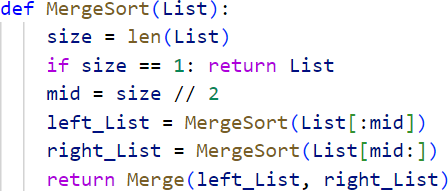 def MergeSort(List):
    size = len(List)
    if size == 1: return List
    mid = size // 2
    left_List = MergeSort(List[:mid])
    right_List = MergeSort(List[mid:])
    return Merge(left_List, right_List)